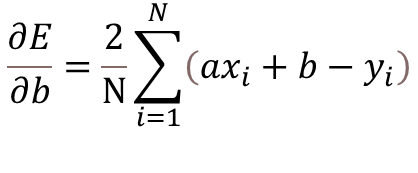 ∂E/∂b = 2/N ∑_{i=1}^{N} (ax_i + b − y_i)